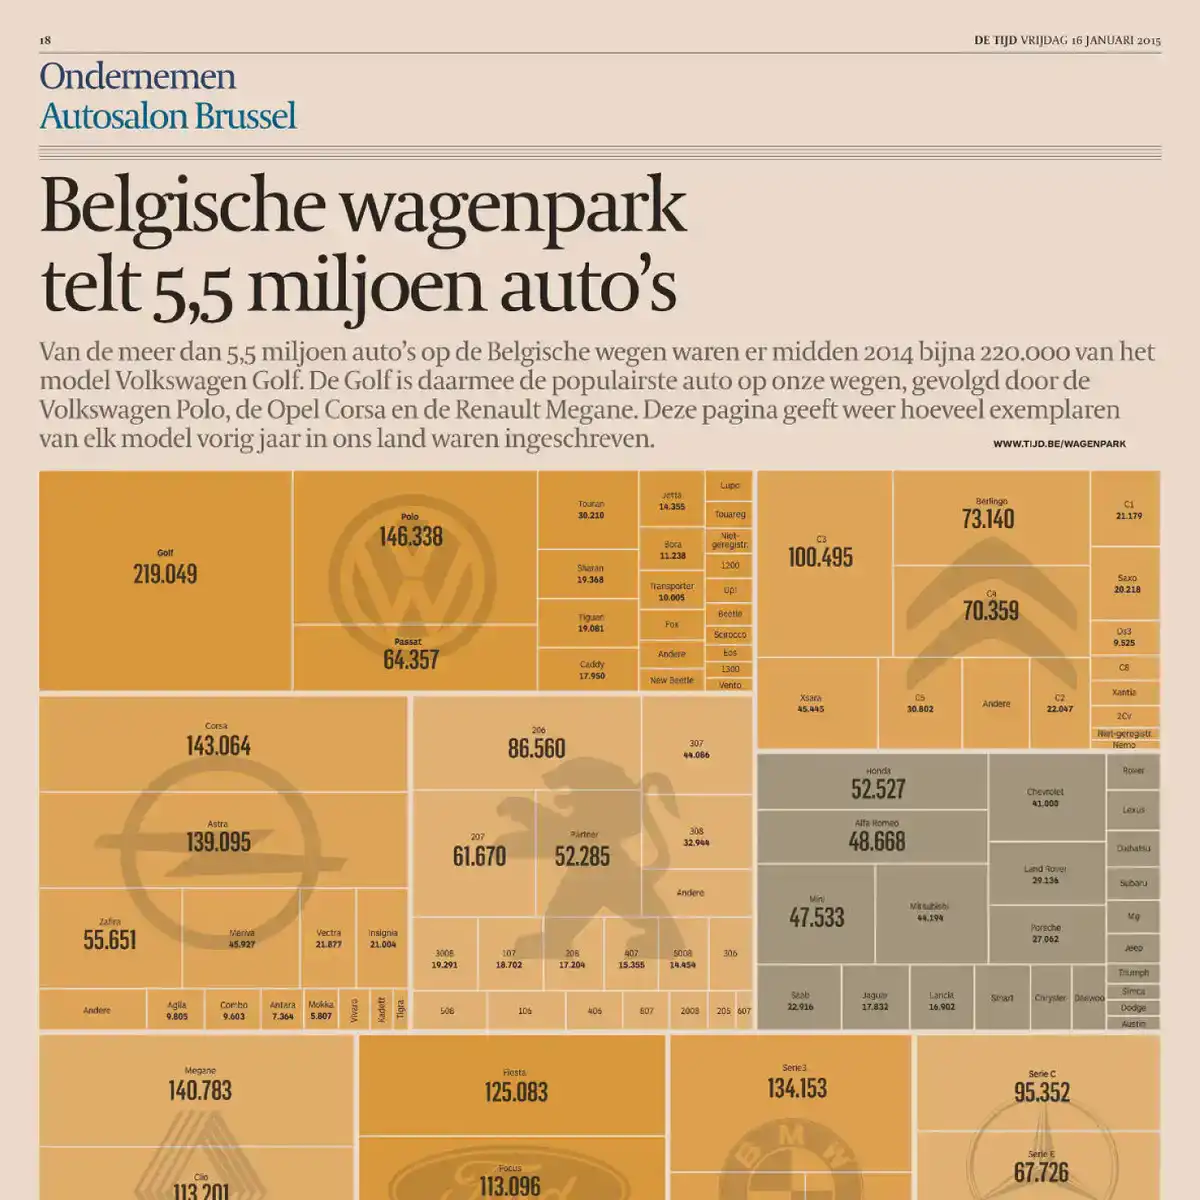 18
DE TIJD VRIJDAG 16 JANUARI 2015
Ondernemen
Autosalon Brussel
Belgische wagenpark
telt 5,5 miljoen auto's
Van de meer dan 5,5 miljoen auto's op de Belgische wegen waren er midden 2014 bijna 220.000 van het
model Volkswagen Golf. De Golf is daarmee de populairste auto op onze wegen, gevolgd door de
Volkswagen Polo, de Opel Corsa en de Renault Megane. Deze pagina geeft weer hoeveel exemplaren
van elk model vorig jaar in ons land waren ingeschreven.
WWW.TIJD.BE/WAGENPARK
Golf
219.049
Polo
146.338
Passat
64.357
Touran
30.210
Sharan
19.368
Tiguan
19.081
Caddy
17.950
Jetta
14.355
Bora
11.238
Transporter
10.005
Fox
Andere
New Beetle
Lupo
Touareg
Niet-
geregistr.
1200
Up!
Beetle
Scirocco
Eos
1300
Vento
C3
100.495
Berlingo
73.140
C4
70.359
C1
21.179
Saxo
20.218
Ds3
9.525
C8
Xantia
2Cv
Niet-geregistr.
Nemo
Xsara
45.445
C5
30.802
Andere
C2
22.047
Corsa
143.064
Astra
139.095
Zafira
55.651
Meriva
45.927
Vectra
21.877
Insignia
21.004
Andere
Agila
9.805
Combo
9.603
Antara
7.364
Mokka
5.807
Vivaro
Kadett
Tigra
206
86.560
307
44.086
207
61.670
Partner
52.285
308
32.944
Andere
3008
19.291
107
18.702
208
17.204
407
15.355
5008
14.454
306
508
106
406
807
2008
205
607
Honda
52.527
Alfa Romeo
48.668
Mini
47.533
Mitsubishi
44.194
Chevrolet
41.000
Land Rover
29.136
Porsche
27.062
Saab
22.916
Jaguar
17.832
Lancia
16.902
Smart
Chrysler
Daewoo
Rover
Lexus
Daihatsu
Subaru
Mg
Jeep
Triumph
Simca
Dodge
Austin
Megane
140.783
Clio
113.201
Fiesta
125.083
Focus
113.096
Ford
Serie3
134.153
BMW
Serie C
95.352
Serie E
67.726